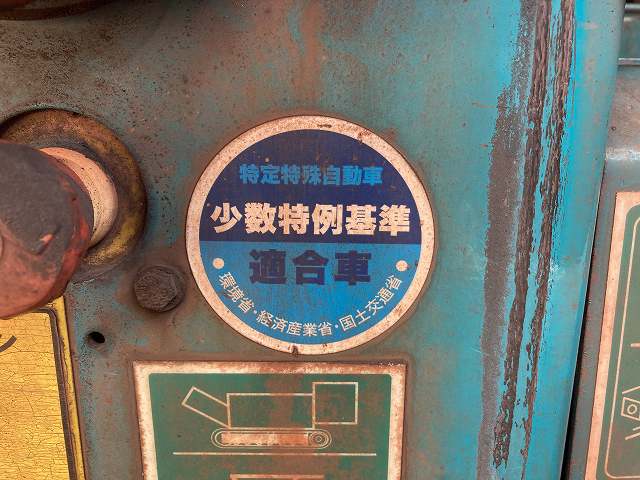 特定特殊自動車
少数特例基準
適合車
環境省・経済産業省・国土交通省